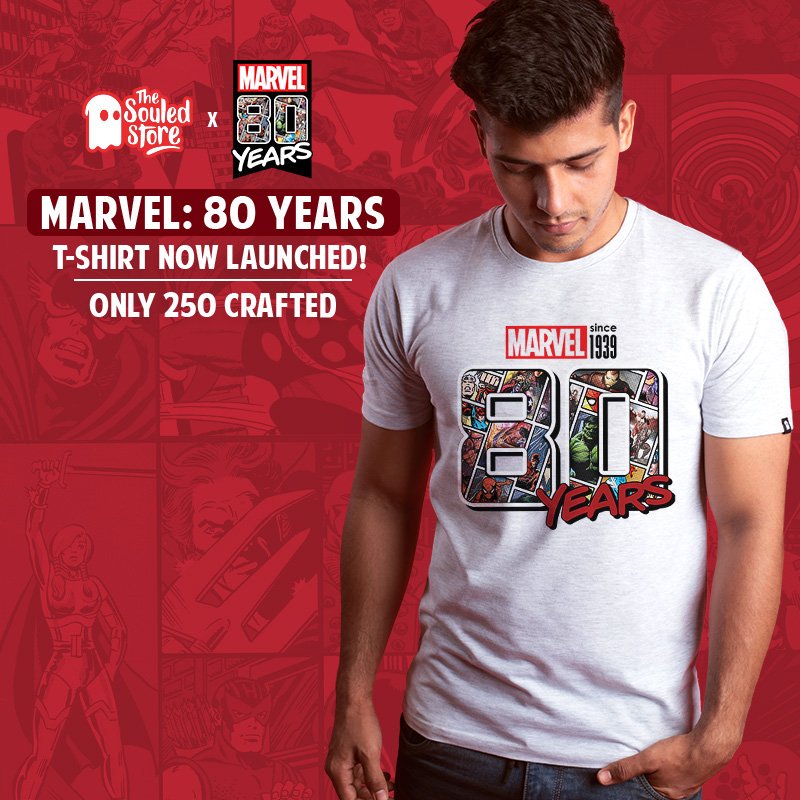 The
Souled
Store
x
MARVEL
80
YEARS
MARVEL: 80 YEARS
T-SHIRT NOW LAUNCHED!
ONLY 250 CRAFTED
MARVEL since 1939
80
YEARS